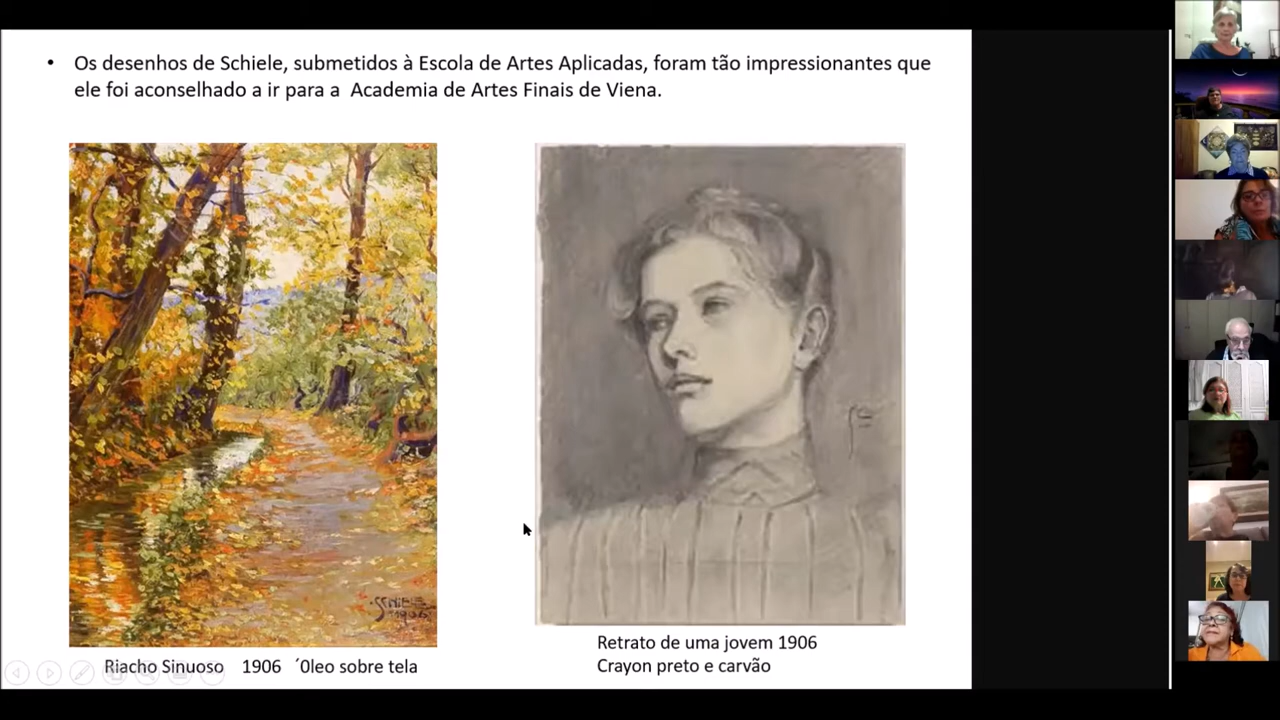 • Os desenhos de Schiele, submetidos à Escola de Artes Aplicadas, foram tão impressionantes que
ele foi aconselhado a ir para a Academia de Artes Finais de Viena.
SCHIELE
1906
Riacho Sinuoso 1906 ´0leo sobre tela
Retrato de uma jovem 1906
Crayon preto e carvão